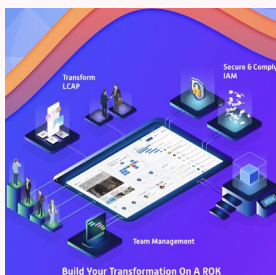 Transform
LCAP
Secure & Comply
IAM
Team Management
Build Your Transformation On A ROK